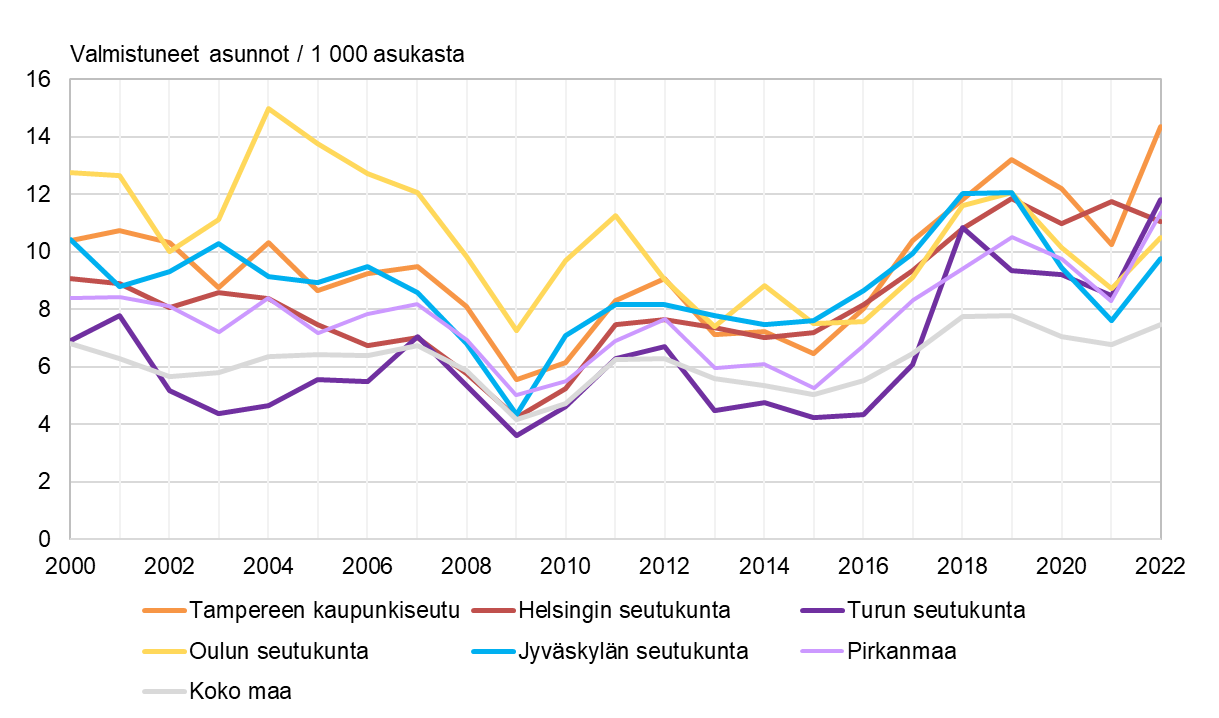 Valmistuneet asunnot / 1 000 asukasta
16
14
12
10
8
6
4
2
0
2000 2002 2004 2006 2008 2010 2012 2014 2016 2018 2020 2022
Tampereen kaupunkiseutu Helsingin seutukunta Turun seutukunta
Oulun seutukunta Jyväskylän seutukunta Pirkanmaa
Koko maa